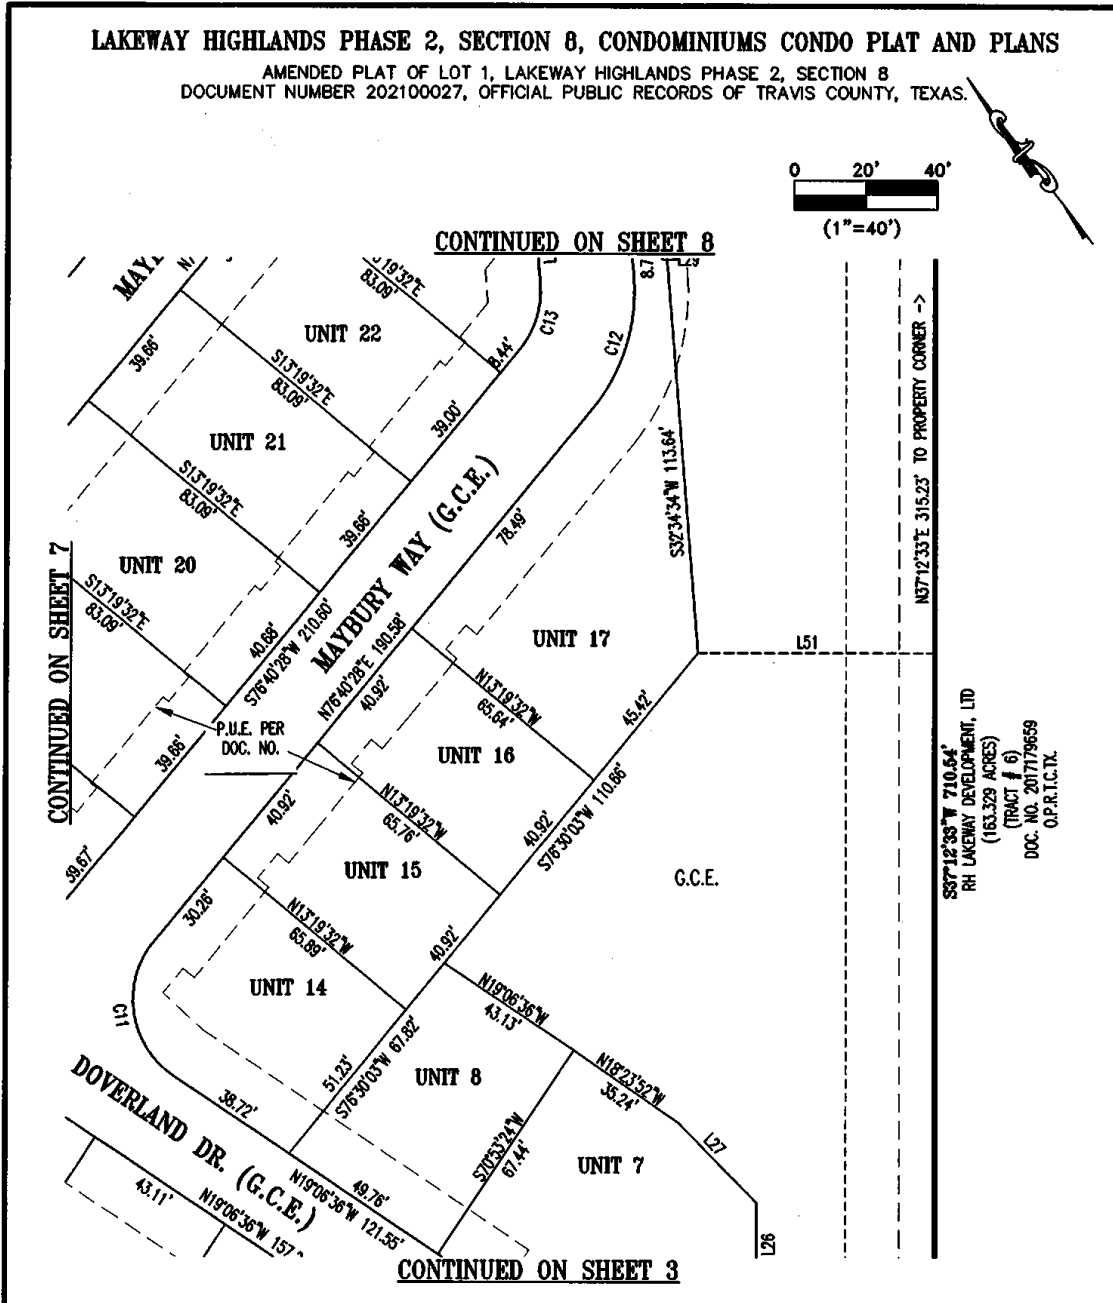 LAKEWAY HIGHLANDS PHASE 2, SECTION 8, CONDOMINIUMS CONDO PLAT AND PLANS
AMENDED PLAT OF LOT 1, LAKEWAY HIGHLANDS PHASE 2, SECTION 8
DOCUMENT NUMBER 202100027, OFFICIAL PUBLIC RECORDS OF TRAVIS COUNTY, TEXAS.
0 20' 40'
(1"=40')
CONTINUED ON SHEET 8
83.09'
UNIT 22
8.44'
C13
C12
8.7
L29
39.66'
S13°19'32"E
83.09'
39.00'
UNIT 21
S13°19'32"E
83.09'
39.66'
78.49'
S32°34'34"W 113.64'
N37°12'33"E 315.23' TO PROPERTY CORNER ->
MAYBURY WAY (G.C.E.)
UNIT 20
S13°19'32"E
83.09'
CONTINUED ON SHEET 7
40.68'
S76°40'28"W 210.60'
N76°40'28"E 190.58'
40.92'
UNIT 17
L51
N13°19'32"W
65.64'
45.42'
P.U.E. PER
DOC. NO.
39.66'
UNIT 16
S37°12'33"W 710.64'
RH LAKEWAY DEVELOPMENT, LTD
(163.329 ACRES)
(TRACT # 6)
DOC. NO. 2017179659
O.P.R.T.C.TX.
40.92'
N13°19'32"W
65.76'
40.92'
S76°30'03"W 110.66'
39.67'
UNIT 15
G.C.E.
30.26'
N13°19'32"W
65.89'
40.92'
UNIT 14
N19°06'36"W
43.13'
C11
51.23'
S76°30'03"W 67.82'
UNIT 8
N18°23'52"W
35.24'
38.72'
L27
DOVERLAND DR. (G.C.E.)
S70°53'24"W
67.44'
UNIT 7
43.11'
N19°06'36"W 157
49.76'
N19°06'36"W 121.55'
L26
CONTINUED ON SHEET 3